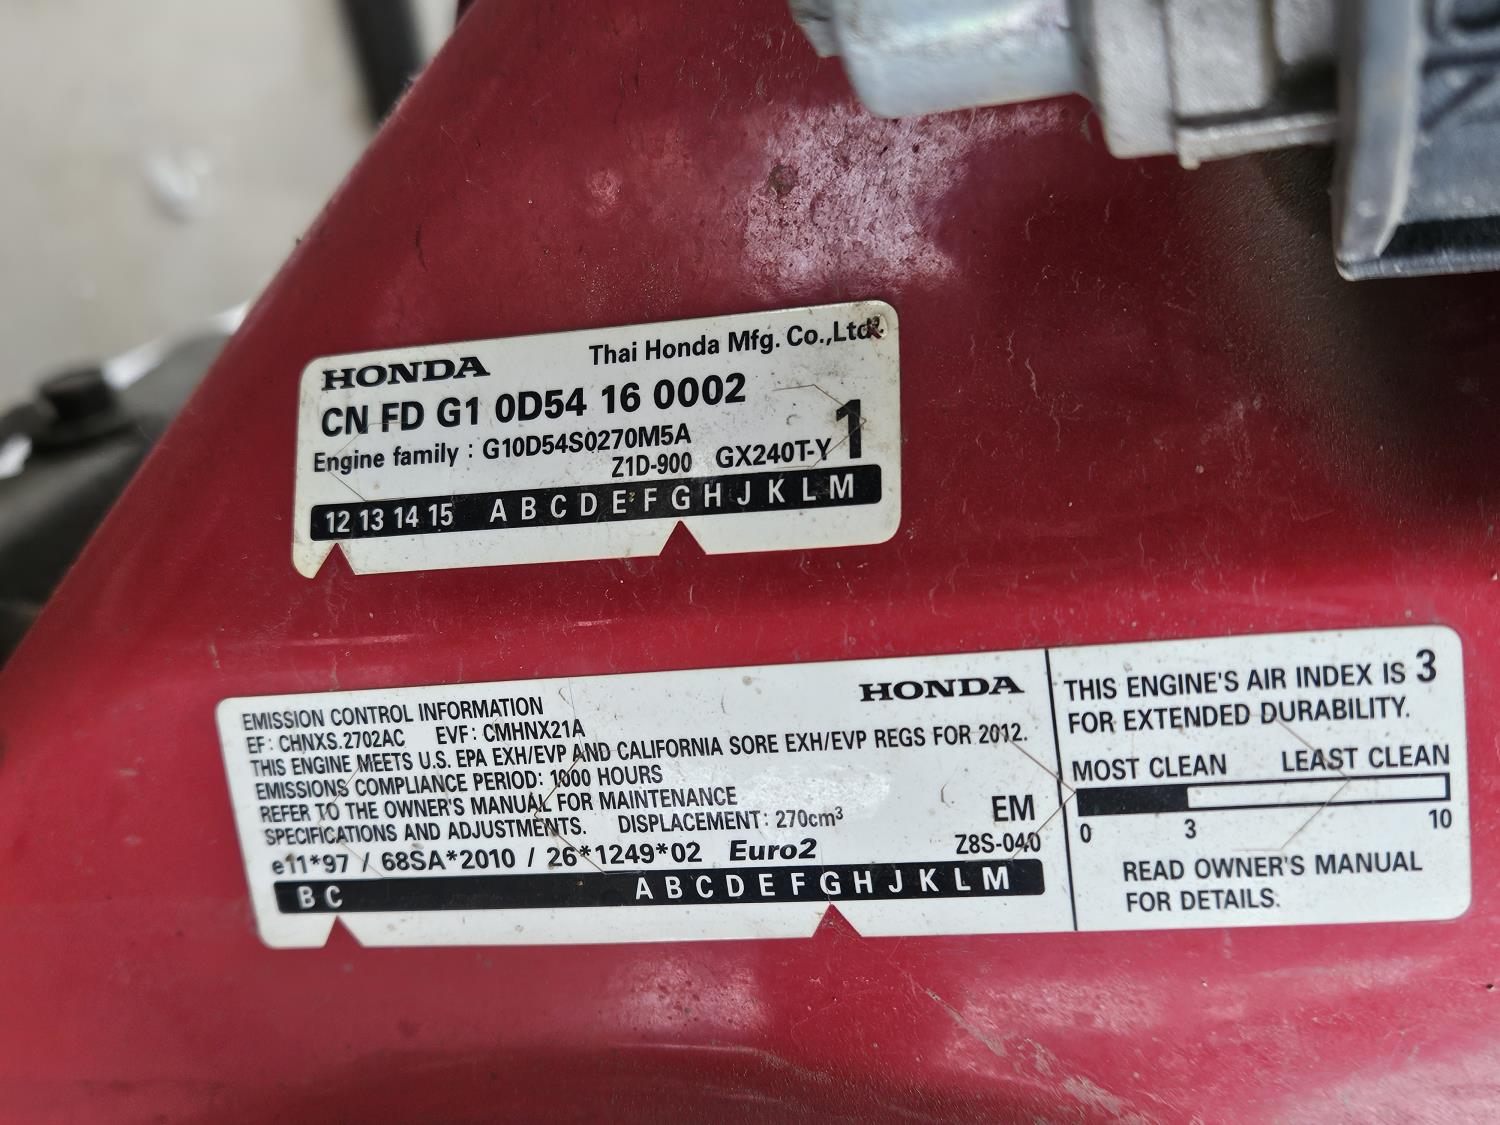 HONDA Thai Honda Mfg. Co.,Ltd.
CN FD G1 0D54 16 0002
Engine family : G10D54S0270M5A
Z1D-900 GX240T-Y 1
12 13 14 15 A B C D E F G H J K L M
EMISSION CONTROL INFORMATION HONDA
EF: CHNXS.2702AC EVF: CMHNX21A
THIS ENGINE MEETS U.S. EPA EXH/EVP AND CALIFORNIA SORE EXH/EVP REGS FOR 2012.
EMISSIONS COMPLIANCE PERIOD: 1000 HOURS
REFER TO THE OWNER'S MANUAL FOR MAINTENANCE
SPECIFICATIONS AND ADJUSTMENTS. DISPLACEMENT: 270cm³ EM
e11*97 / 68SA*2010 / 26*1249*02 Euro2 Z8S-040
B C A B C D E F G H J K L M
THIS ENGINE'S AIR INDEX IS 3
FOR EXTENDED DURABILITY.
MOST CLEAN LEAST CLEAN
0 3 10
READ OWNER'S MANUAL
FOR DETAILS.